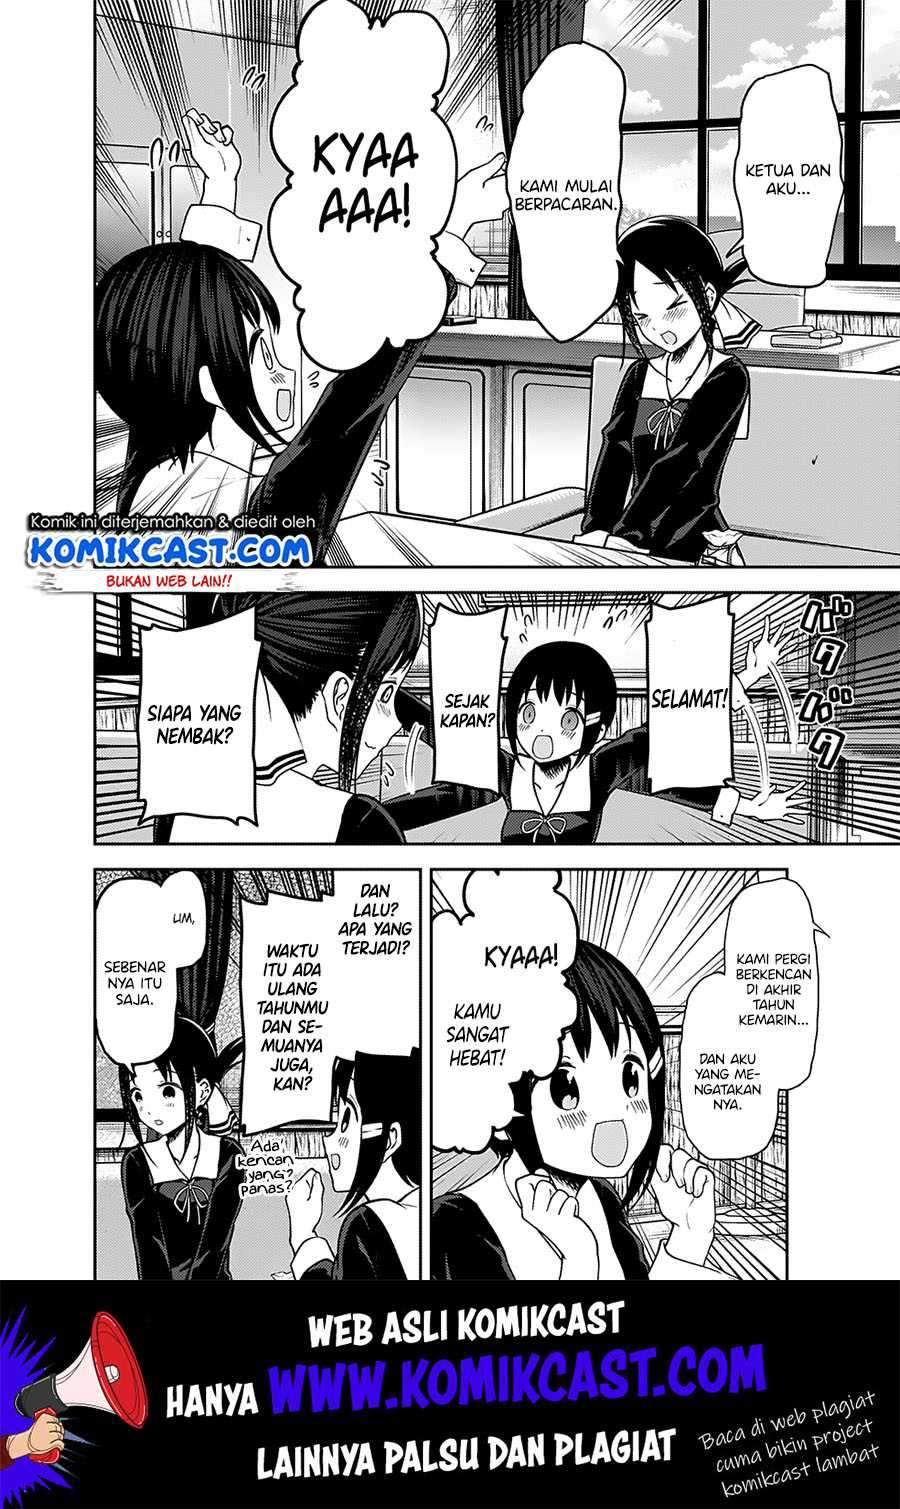 KETUA DAN
AKU...
KAMI MULAI
BERPACARAN.
KYAA
AAA!
Komik ini diterjemahkan & diedit oleh
KOMIKCAST.COM
BUKAN WEB LAIN!!
SELAMAT!
SEJAK
KAPAN?
SIAPA YANG
NEMBAK?
KAMI PERGI
BERKENCAN
DI AKHIR
TAHUN
KEMARIN...
DAN AKU
YANG ME-
NGATAKAN
NYA.
KYAAA!
KAMU
SANGAT
HEBAT!
DAN
LALU?
APA YANG
TERJADI?
WAKTU
ITU ADA
ULANG
TAHUNMU
DAN SE-
MUANYA
JUGA,
KAN?
Ada
kencan
yang
panas?
UM,
SEBENAR
NYA ITU
SAJA.
WEB ASLI KOMIKCAST
HANYA WWW.KOMIKCAST.COM
LAINNYA PALSU DAN PLAGIAT
Baca di web plagiat
cuma bikin project
komikcast lambat